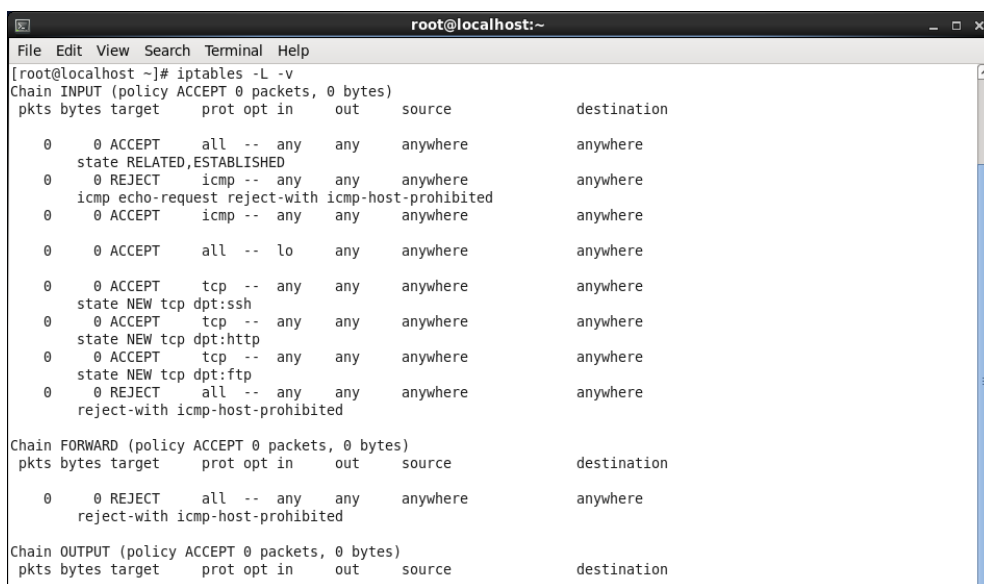 root@localhost:~
File Edit View Search Terminal Help
[root@localhost ~]# iptables -L -v
Chain INPUT (policy ACCEPT 0 packets, 0 bytes)
 pkts bytes target     prot opt in     out     source               destination
    0     0 ACCEPT     all  --  any    any     anywhere             anywhere
        state RELATED,ESTABLISHED
    0     0 REJECT     icmp --  any    any     anywhere             anywhere
        icmp echo-request reject-with icmp-host-prohibited
    0     0 ACCEPT     icmp --  any    any     anywhere             anywhere
    0     0 ACCEPT     all  --  lo     any     anywhere             anywhere
    0     0 ACCEPT     tcp  --  any    any     anywhere             anywhere
        state NEW tcp dpt:ssh
    0     0 ACCEPT     tcp  --  any    any     anywhere             anywhere
        state NEW tcp dpt:http
    0     0 ACCEPT     tcp  --  any    any     anywhere             anywhere
        state NEW tcp dpt:ftp
    0     0 REJECT     all  --  any    any     anywhere             anywhere
        reject-with icmp-host-prohibited
Chain FORWARD (policy ACCEPT 0 packets, 0 bytes)
 pkts bytes target     prot opt in     out     source               destination
    0     0 REJECT     all  --  any    any     anywhere             anywhere
        reject-with icmp-host-prohibited
Chain OUTPUT (policy ACCEPT 0 packets, 0 bytes)
 pkts bytes target     prot opt in     out     source               destination